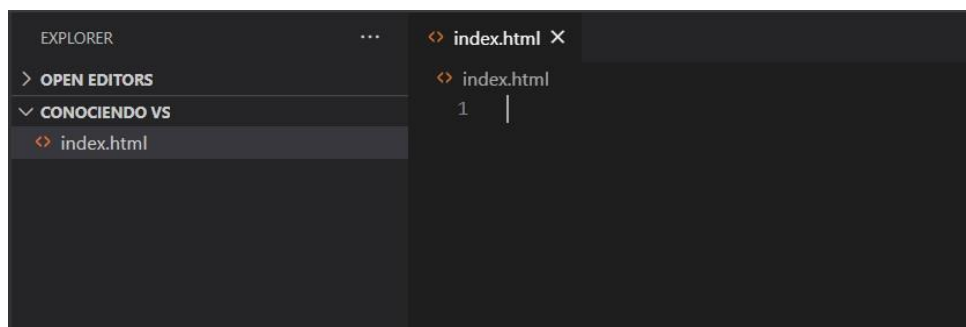 EXPLORER ...
OPEN EDITORS
CONOCIENDO VS
index.html
index.html
index.html
1